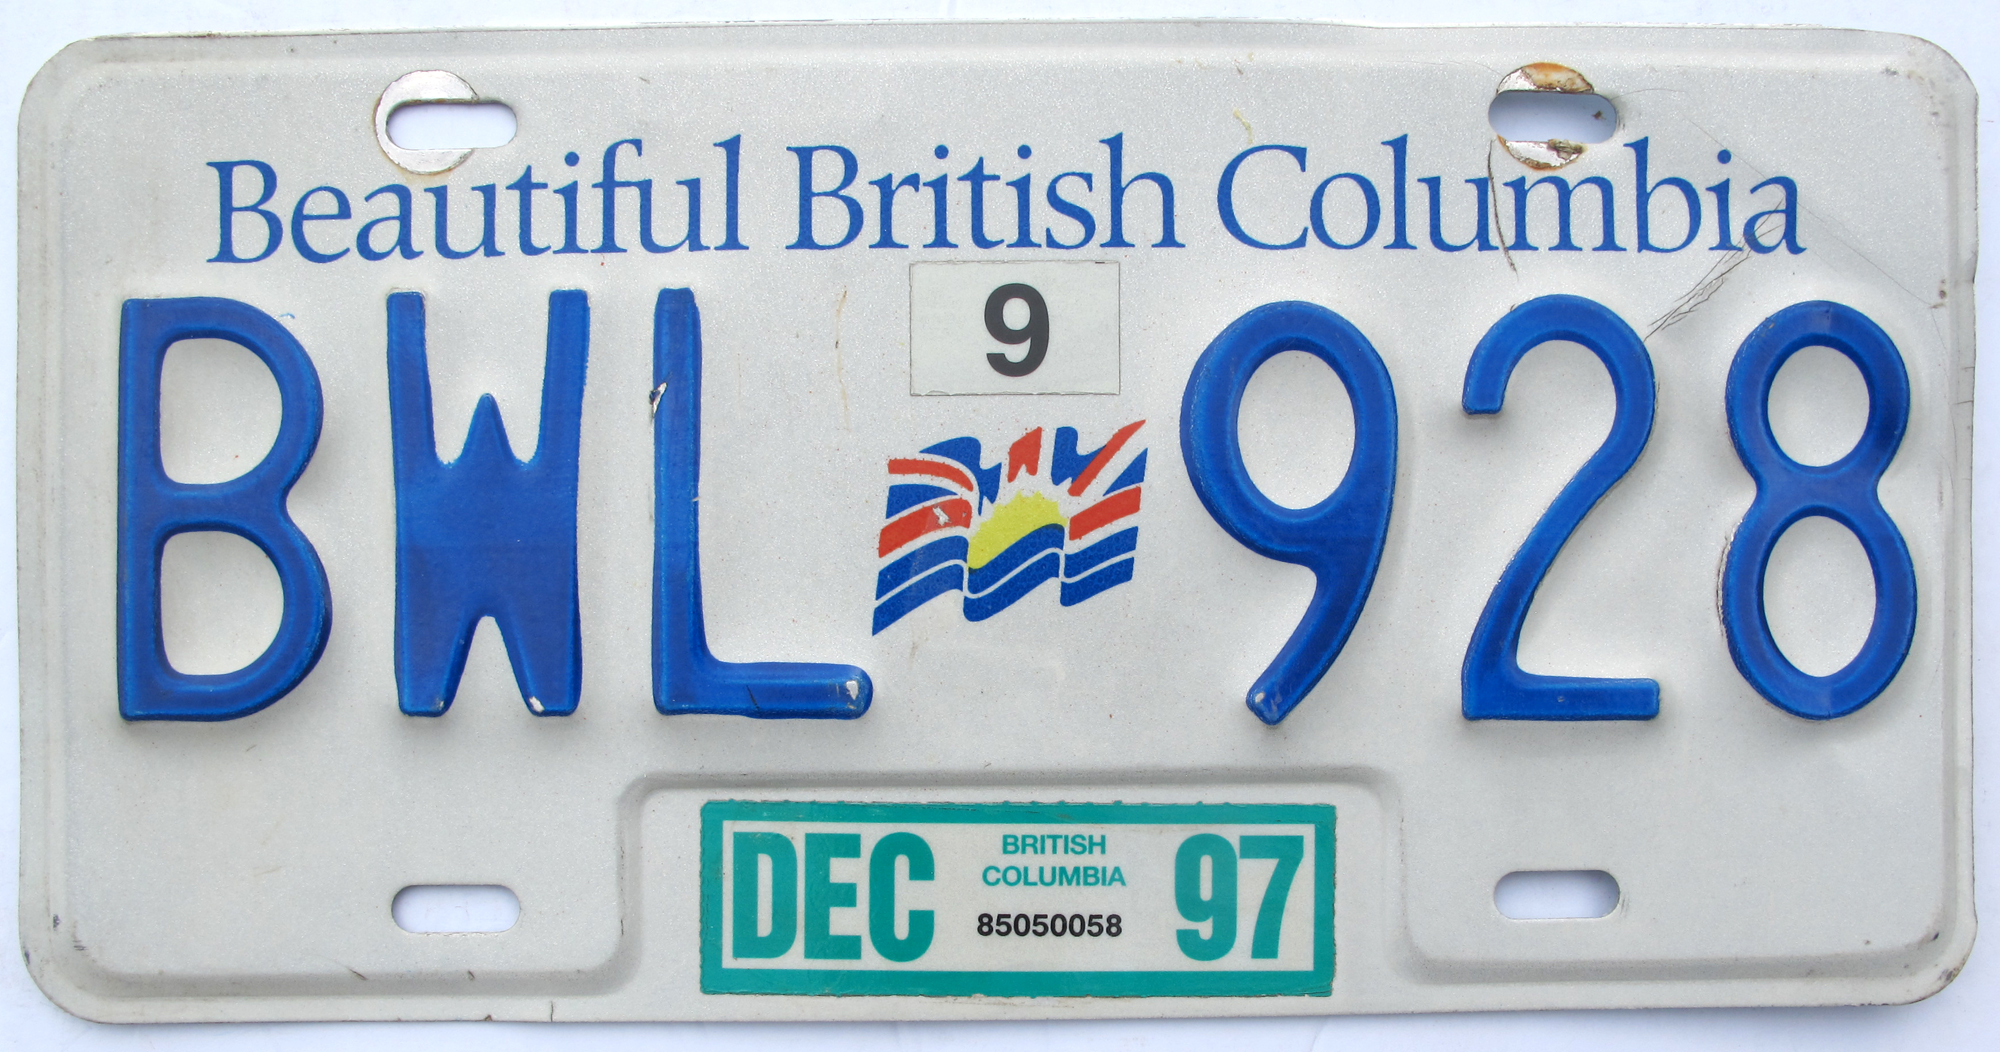 Beautiful British Columbia
9
BWL 928
DEC BRITISH COLUMBIA 97
85050058